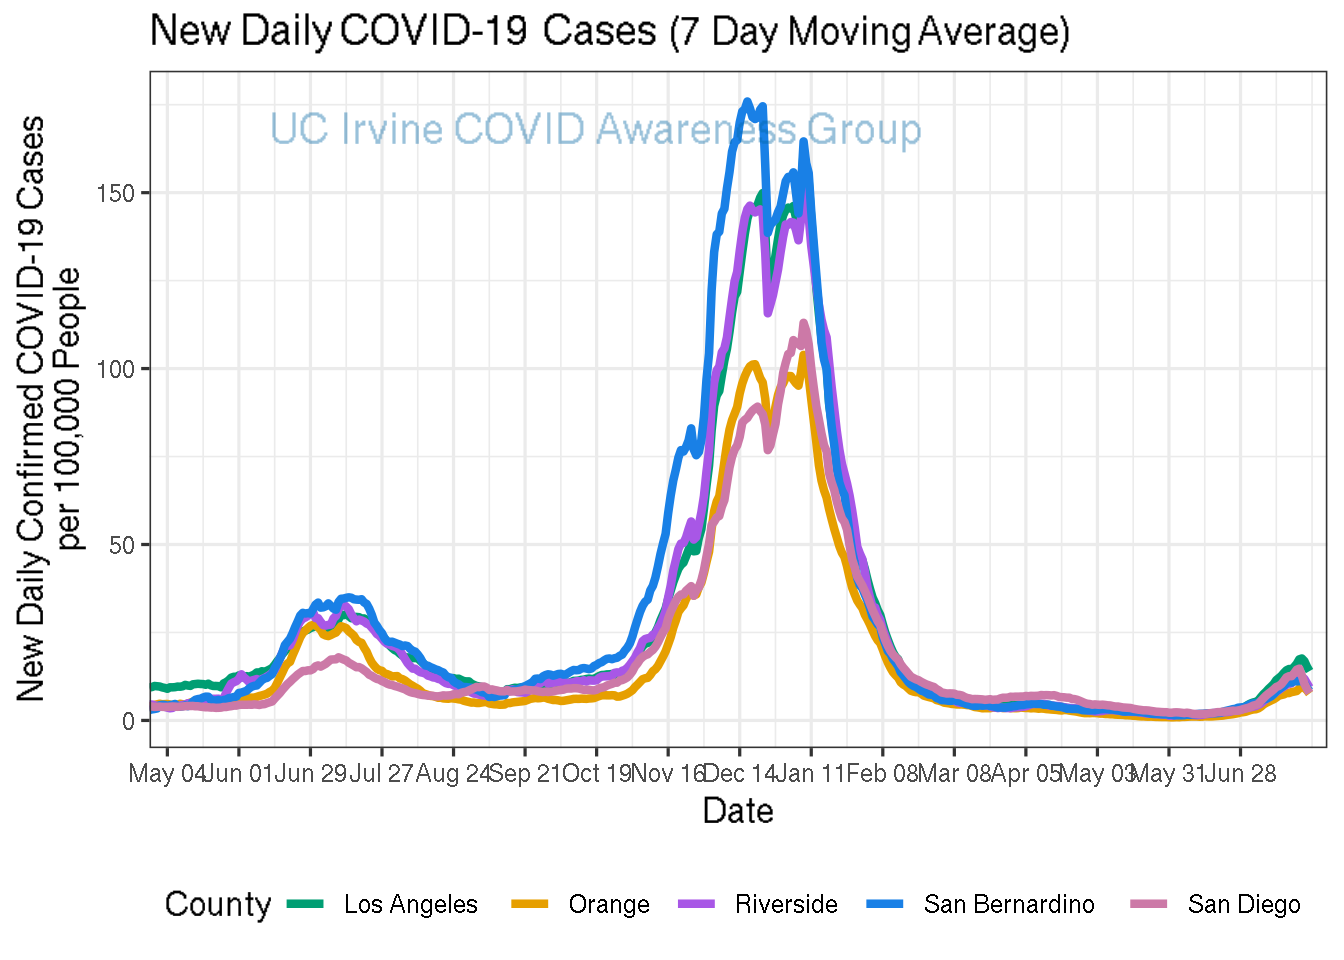 New Daily COVID-19 Cases (7 Day Moving Average)
UC Irvine COVID Awareness Group
New Daily Confirmed COVID-19 Cases
per 100,000 People
150
100
50
0
May 04 Jun 01 Jun 29 Jul 27 Aug 24 Sep 21 Oct 19 Nov 16 Dec 14 Jan 11 Feb 08 Mar 08 Apr 05 May 03 May 31 Jun 28
Date
County Los Angeles Orange Riverside San Bernardino San Diego